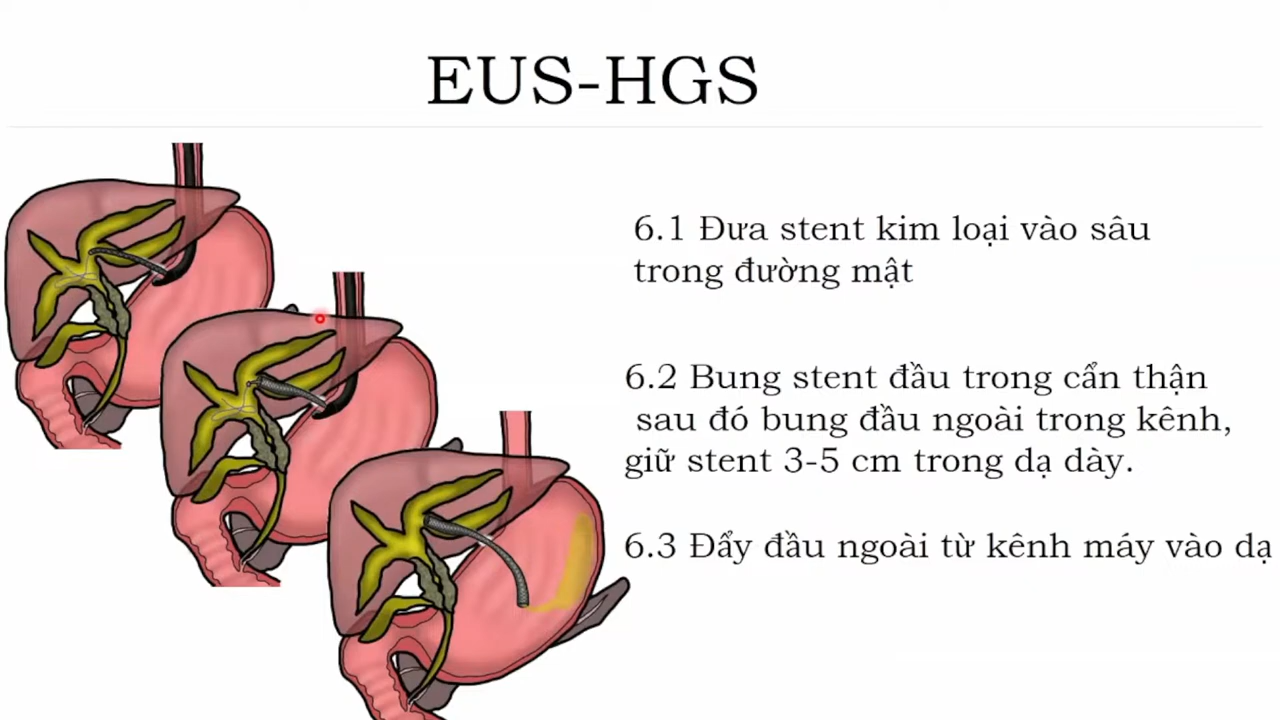 EUS-HGS
6.1 Đưa stent kim loại vào sâu
trong đường mật
6.2 Bung stent đầu trong cẩn thận
sau đó bung đầu ngoài trong kênh,
giữ stent 3-5 cm trong dạ dày.
6.3 Đẩy đầu ngoài từ kênh máy vào dạ